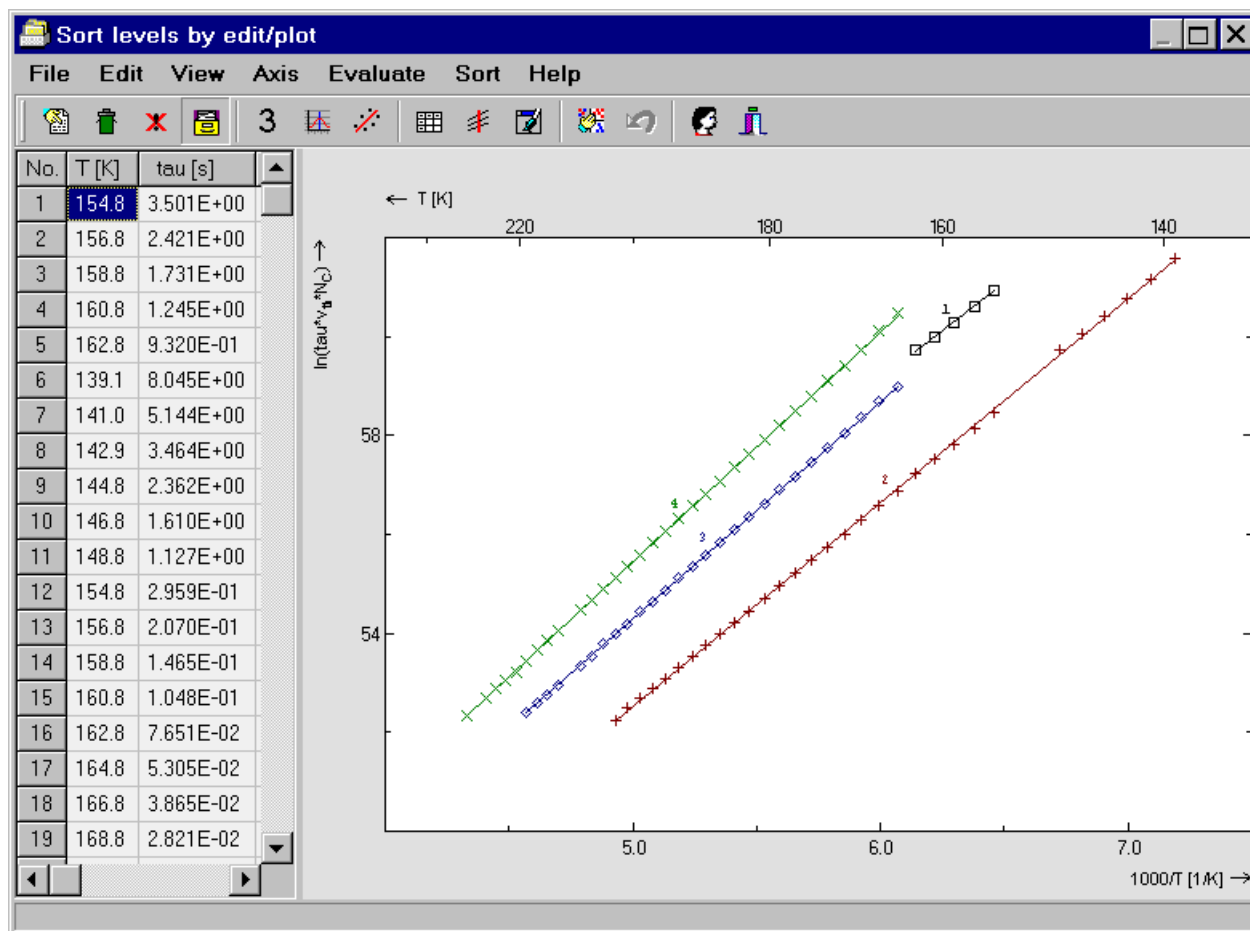 Sort levels by edit/plot
File Edit View Axis Evaluate Sort Help
3
No. T [K] tau [s]
1 154.8 3.501E+00
2 156.8 2.421E+00
3 158.8 1.731E+00
4 160.8 1.245E+00
5 162.8 9.320E-01
6 139.1 8.045E+00
7 141.0 5.144E+00
8 142.9 3.464E+00
9 144.8 2.362E+00
10 146.8 1.610E+00
11 148.8 1.127E+00
12 154.8 2.959E-01
13 156.8 2.070E-01
14 158.8 1.465E-01
15 160.8 1.048E-01
16 162.8 7.651E-02
17 164.8 5.305E-02
18 166.8 3.865E-02
19 168.8 2.821E-02
← T [K]
220 180 160 140
ln(tau*v_th*N_C) →
1
58
2
4
3
54
5.0 6.0 7.0
1000/T [1/K] →